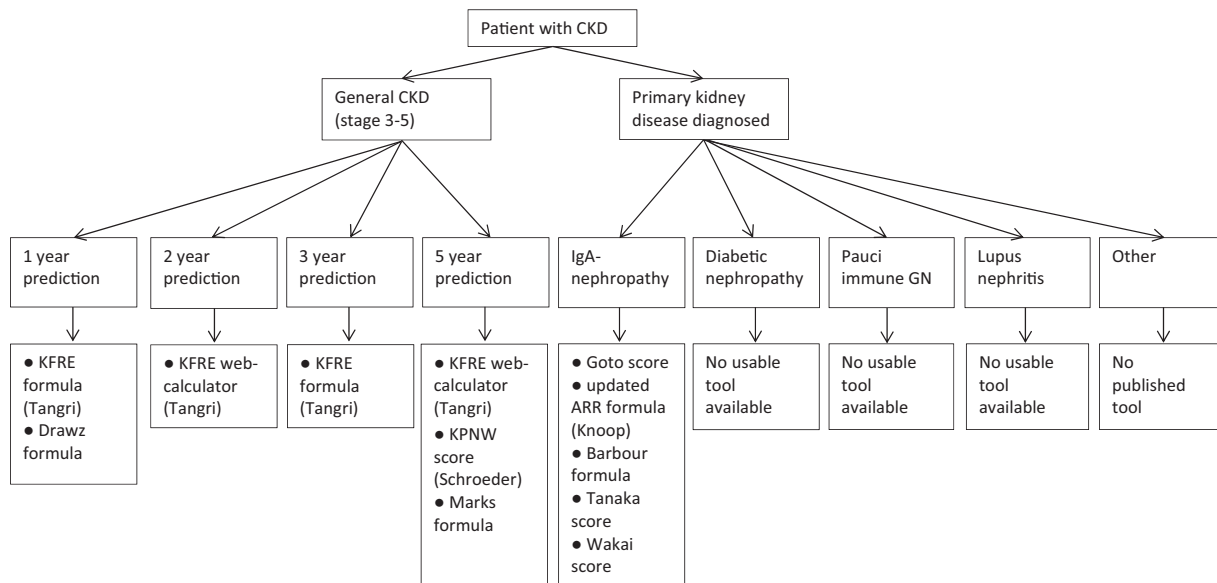 Patient with CKD
General CKD
(stage 3-5)
Primary kidney
disease diagnosed
1 year
prediction
2 year
prediction
3 year
prediction
5 year
prediction
IgA-
nephropathy
Diabetic
nephropathy
Pauci
immune GN
Lupus
nephritis
Other
● KFRE
formula
(Tangri)
● Drawz
formula
● KFRE web-
calculator
(Tangri)
● KFRE
formula
(Tangri)
● KFRE web-
calculator
(Tangri)
● KPNW
score
(Schroeder)
● Marks
formula
● Goto score
● updated
ARR formula
(Knoop)
● Barbour
formula
● Tanaka
score
● Wakai
score
No usable
tool
available
No usable
tool
available
No usable
tool
available
No
published
tool